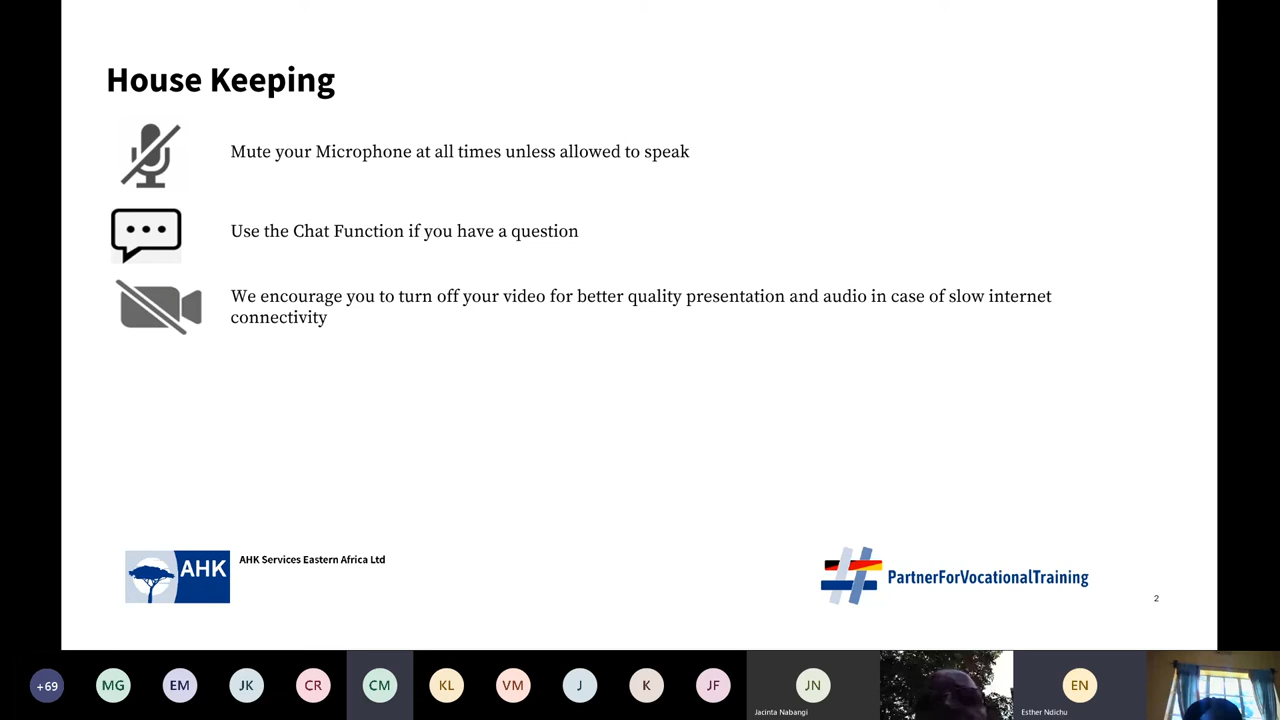 House Keeping
Mute your Microphone at all times unless allowed to speak
Use the Chat Function if you have a question
We encourage you to turn off your video for better quality presentation and audio in case of slow internet
connectivity
AHK
AHK Services Eastern Africa Ltd
PartnerForVocationalTraining
2
+69
MG
EM
JK
CR
CM
KL
VM
J
K
JF
JN
EN
Jacinta Nabangi
Esther Ndichu